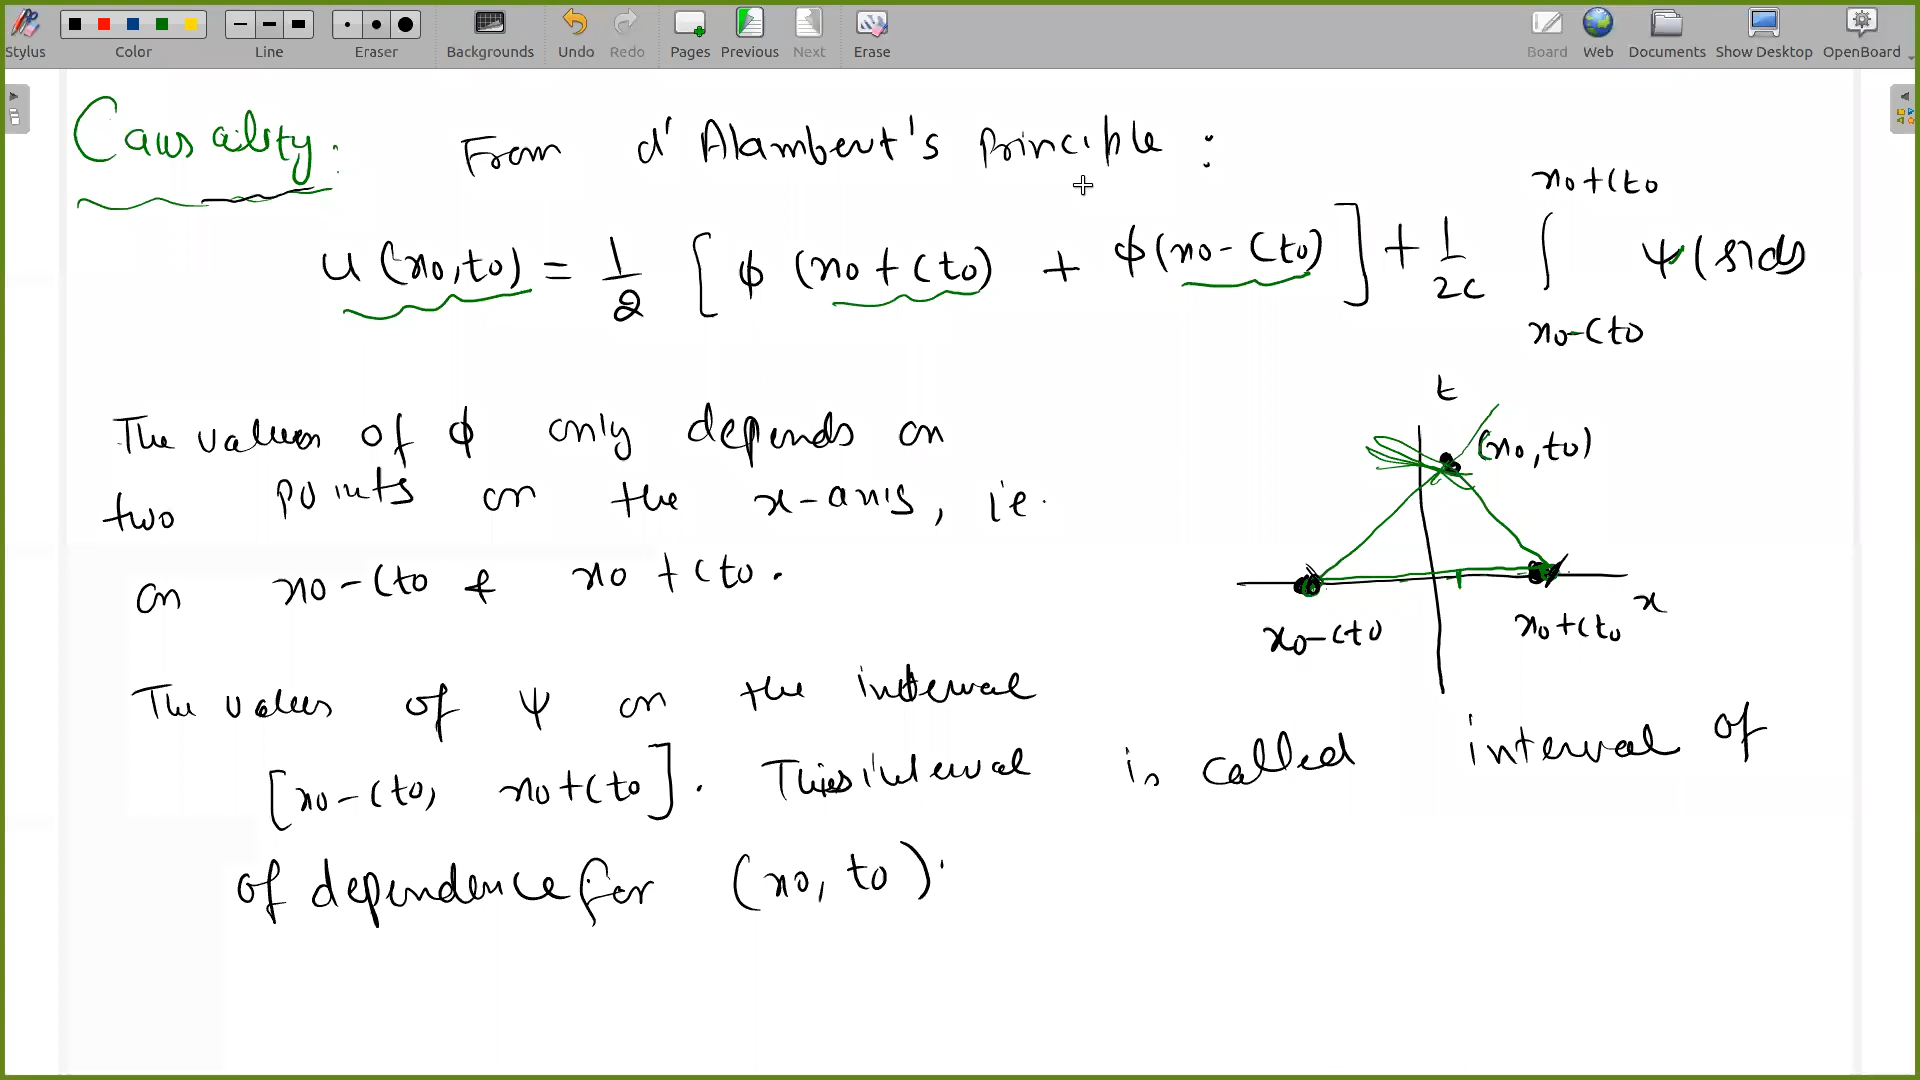 Stylus Color Line Eraser Backgrounds Undo Redo Pages Previous Next Erase Board Web Documents Show Desktop OpenBoard
Causality: From d'Alambert's Principle:
u(x0,t0) = 1/2 [ϕ(x0+ct0) + ϕ(x0-ct0)] + 1/2c ∫_{x0-ct0}^{x0+ct0} ψ(s)ds
t
(x0,t0)
The values of ϕ only depends on
two points on the x-axis, i.e.
on x0-ct0 & x0+ct0.
x0-ct0 x0+ct0 x
The values of ψ on the interval
[x0-ct0, x0+ct0]. This interval is called interval of
of dependence for (x0, t0).